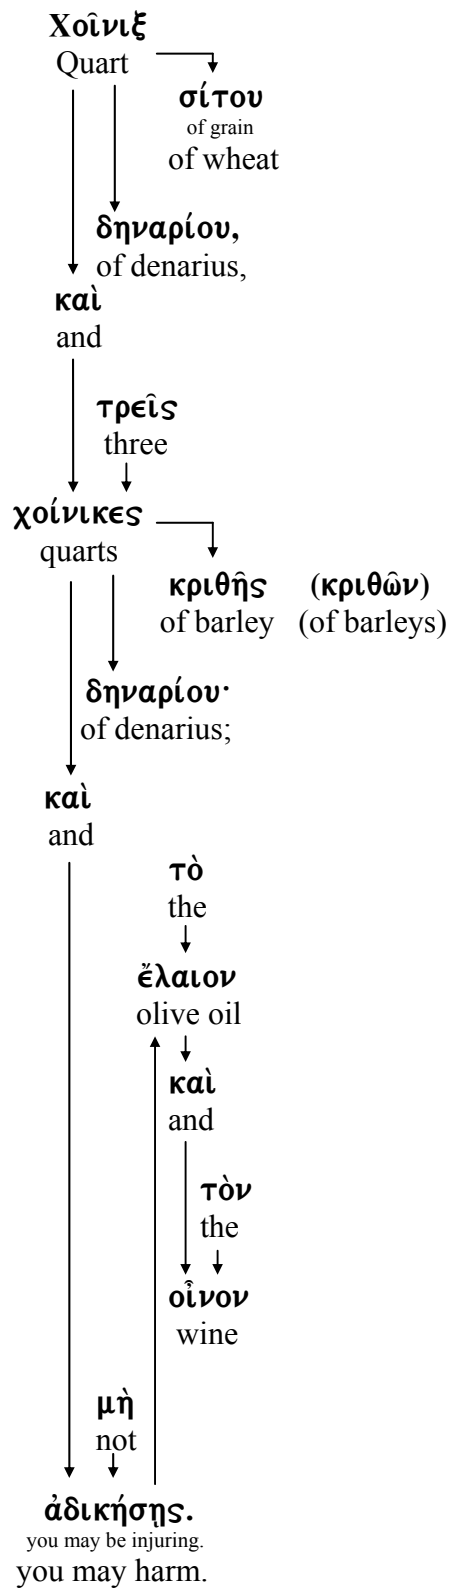 Χοῖνιξ
Quart
σίτου
of grain
of wheat
δηναρίου,
of denarius,
καὶ
and
τρεῖς
three
χοίνικες
quarts
κριθῆς (κριθῶν)
of barley (of barleys)
δηναρίου·
of denarius;
καὶ
and
τὸ
the
ἔλαιον
olive oil
καὶ
and
τὸν
the
οἶνον
wine
μὴ
not
ἀδικήσῃς.
you may be injuring.
you may harm.